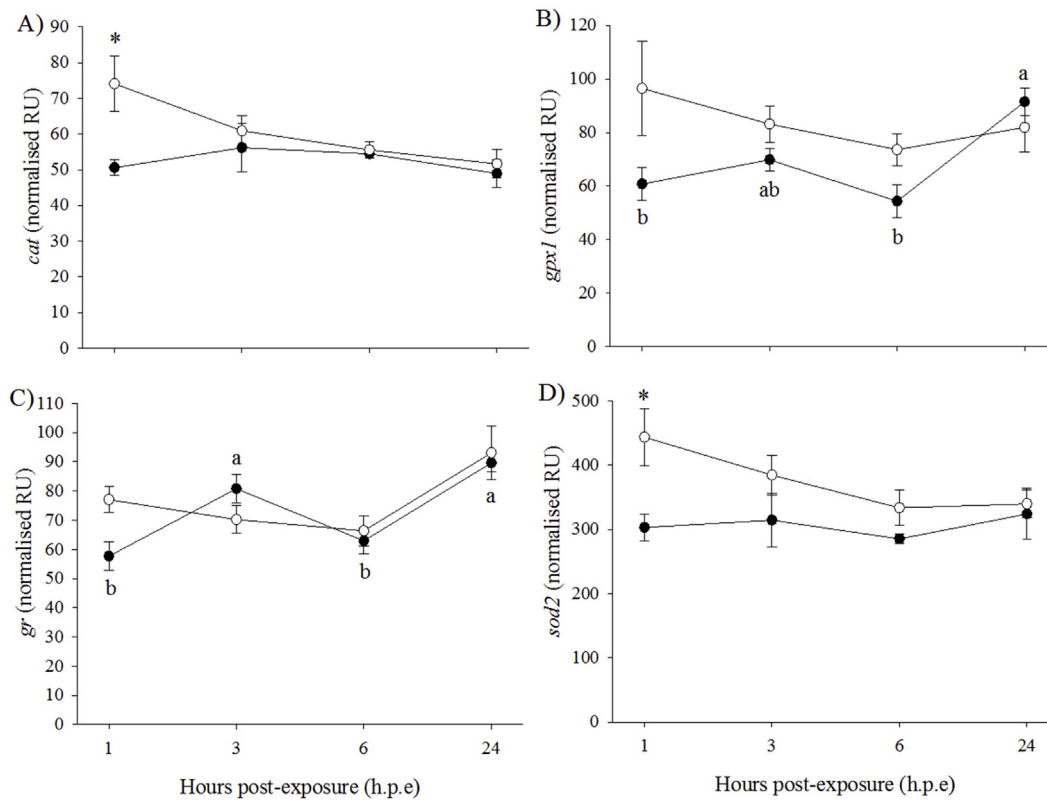 A)
*
cat (normalised RU)
90
80
70
60
50
40
30
20
10
0
B)
gpx1 (normalised RU)
120
100
80
60
40
20
0
a
b
ab
b
C)
gr (normalised RU)
110
100
90
80
70
60
50
40
30
20
10
0
a
a
b
b
1 3 6 24
Hours post-exposure (h.p.e)
D)
*
sod2 (normalised RU)
500
400
300
200
100
0
1 3 6 24
Hours post-exposure (h.p.e)